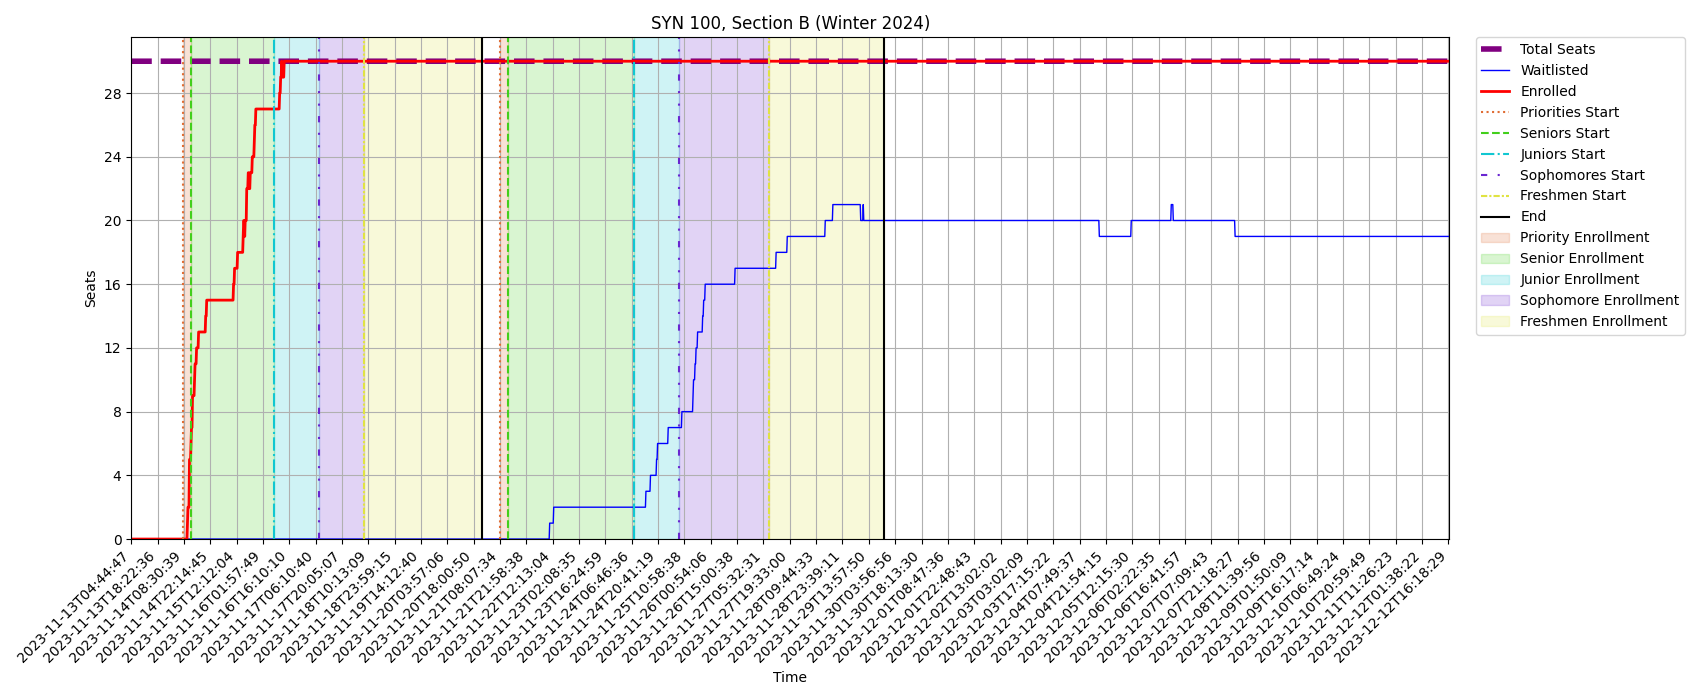 SYN 100, Section B (Winter 2024)
Total Seats
Waitlisted
Enrolled
Priorities Start
Seniors Start
Juniors Start
Sophomores Start
Freshmen Start
End
Priority Enrollment
Senior Enrollment
Junior Enrollment
Sophomore Enrollment
Freshmen Enrollment
Seats
28
24
20
16
12
8
4
0
2023-11-13T04:44:47
2023-11-13T18:22:36
2023-11-14T08:30:39
2023-11-14T22:14:45
2023-11-15T12:12:04
2023-11-16T01:57:49
2023-11-16T16:10:10
2023-11-17T06:10:40
2023-11-17T20:05:07
2023-11-18T10:13:09
2023-11-18T23:59:15
2023-11-19T14:12:40
2023-11-20T03:57:06
2023-11-20T18:00:50
2023-11-21T08:07:34
2023-11-21T21:58:38
2023-11-22T12:13:04
2023-11-23T02:08:35
2023-11-23T16:24:59
2023-11-24T06:46:36
2023-11-24T20:41:19
2023-11-25T10:58:38
2023-11-26T00:54:06
2023-11-26T15:00:38
2023-11-27T05:32:31
2023-11-27T19:33:00
2023-11-28T09:44:33
2023-11-28T23:39:11
2023-11-29T13:57:50
2023-11-30T03:56:56
2023-11-30T18:13:30
2023-12-01T08:47:36
2023-12-01T22:48:43
2023-12-02T13:02:02
2023-12-03T03:02:09
2023-12-03T17:15:22
2023-12-04T07:49:37
2023-12-04T21:54:15
2023-12-05T12:15:30
2023-12-06T02:22:35
2023-12-06T16:41:57
2023-12-07T07:09:43
2023-12-07T21:18:27
2023-12-08T11:39:56
2023-12-09T01:50:09
2023-12-09T16:17:14
2023-12-10T06:49:24
2023-12-10T20:59:49
2023-12-11T11:26:23
2023-12-12T01:38:22
2023-12-12T16:18:29
Time